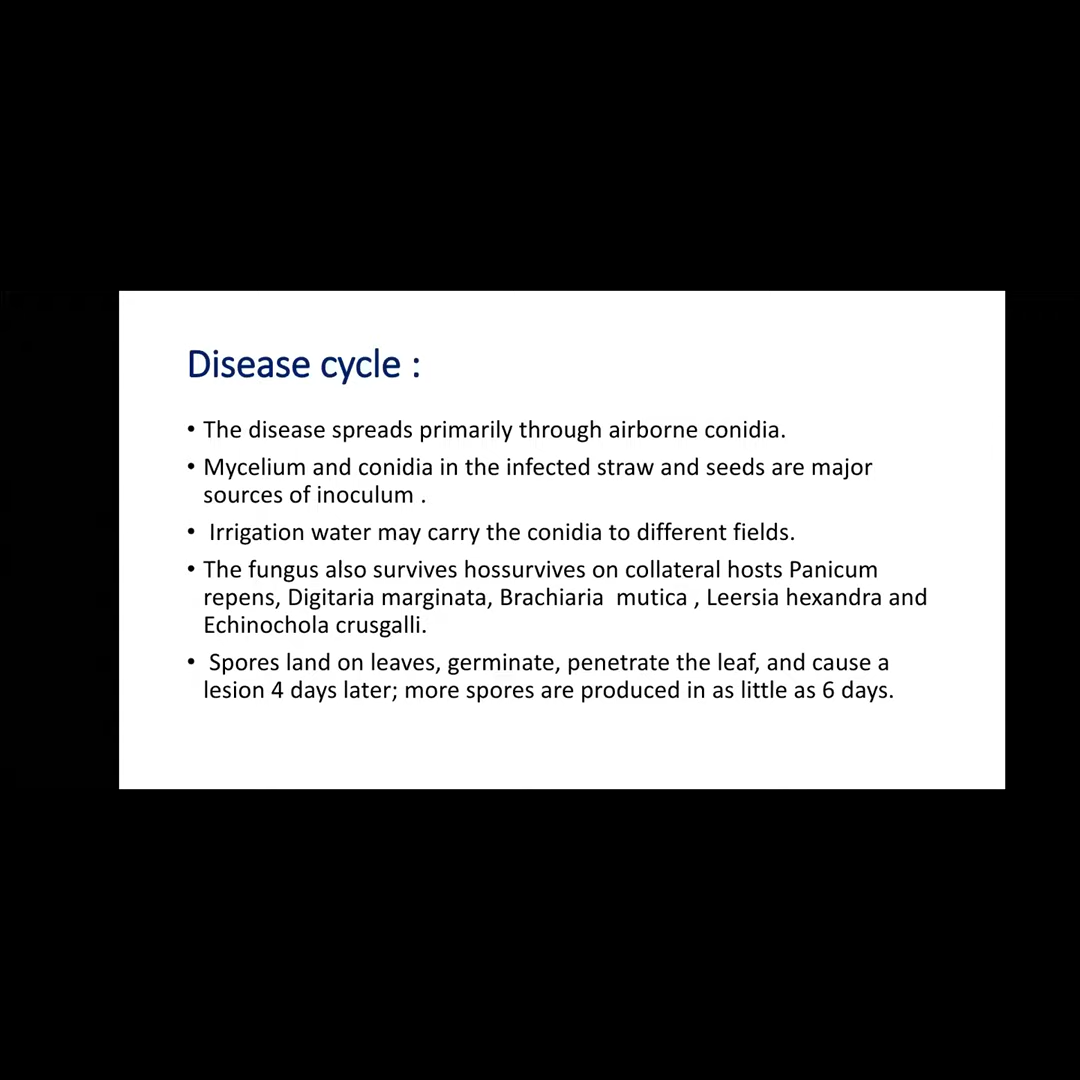 Disease cycle :
• The disease spreads primarily through airborne conidia.
• Mycelium and conidia in the infected straw and seeds are major
sources of inoculum .
• Irrigation water may carry the conidia to different fields.
• The fungus also survives hossurvives on collateral hosts Panicum
repens, Digitaria marginata, Brachiaria  mutica , Leersia hexandra and
Echinochola crusgalli.
• Spores land on leaves, germinate, penetrate the leaf, and cause a
lesion 4 days later; more spores are produced in as little as 6 days.